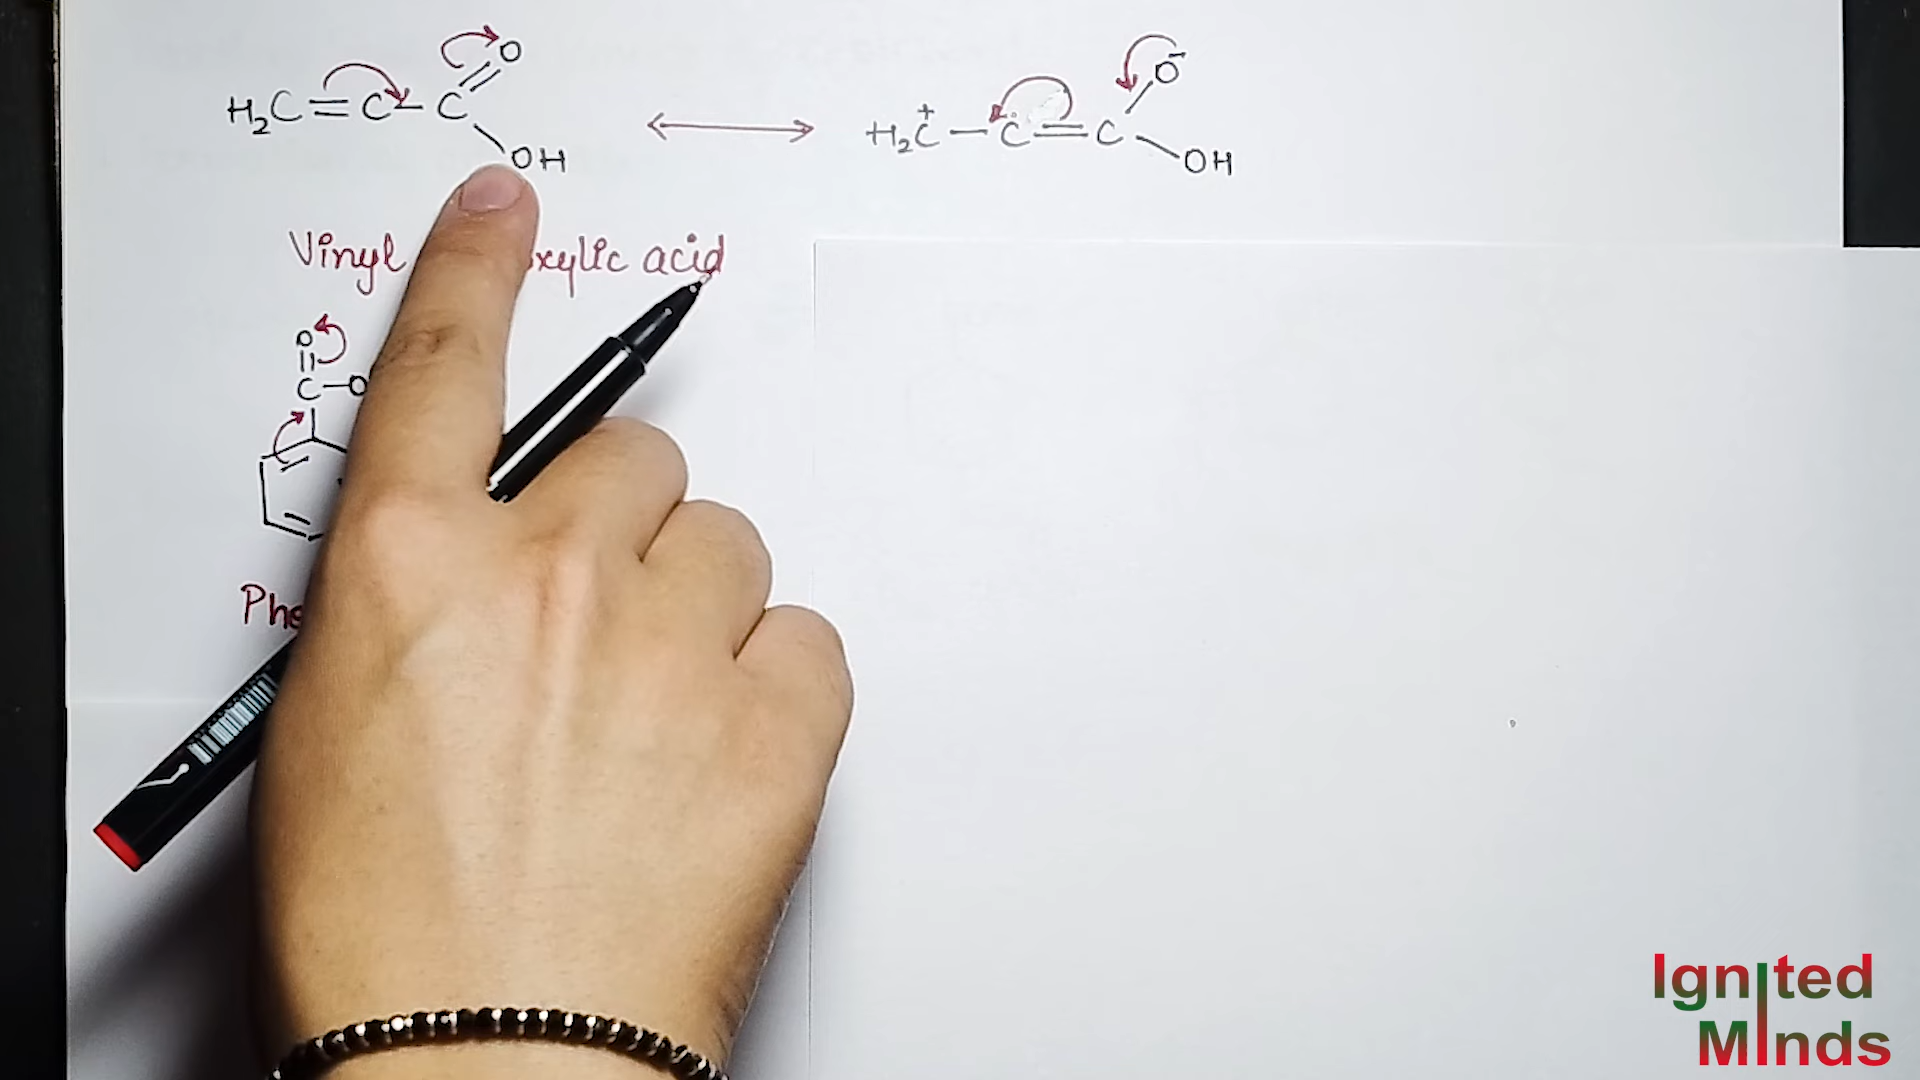 H₂C=C-C
O
OH
H₂C⁺-C=C
O⁻
OH
Vinyl xylic acid
O
C-O
Phe
Ignited
Minds